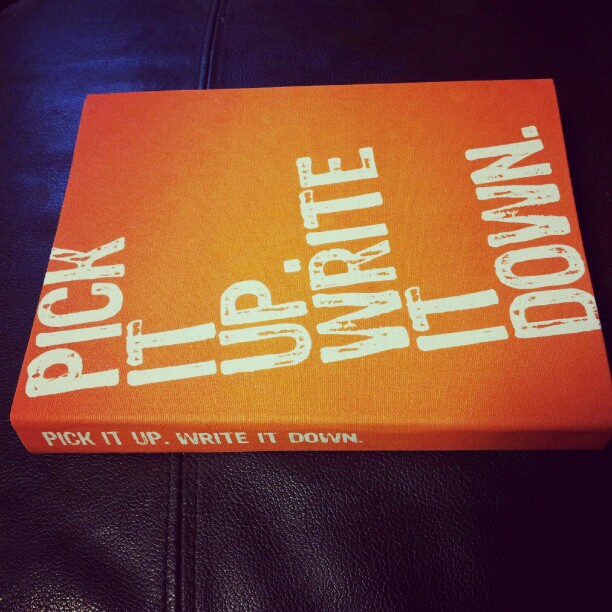 PICK
IT
UP.
WRITE
IT
DOWN.
PICK IT UP. WRITE IT DOWN.